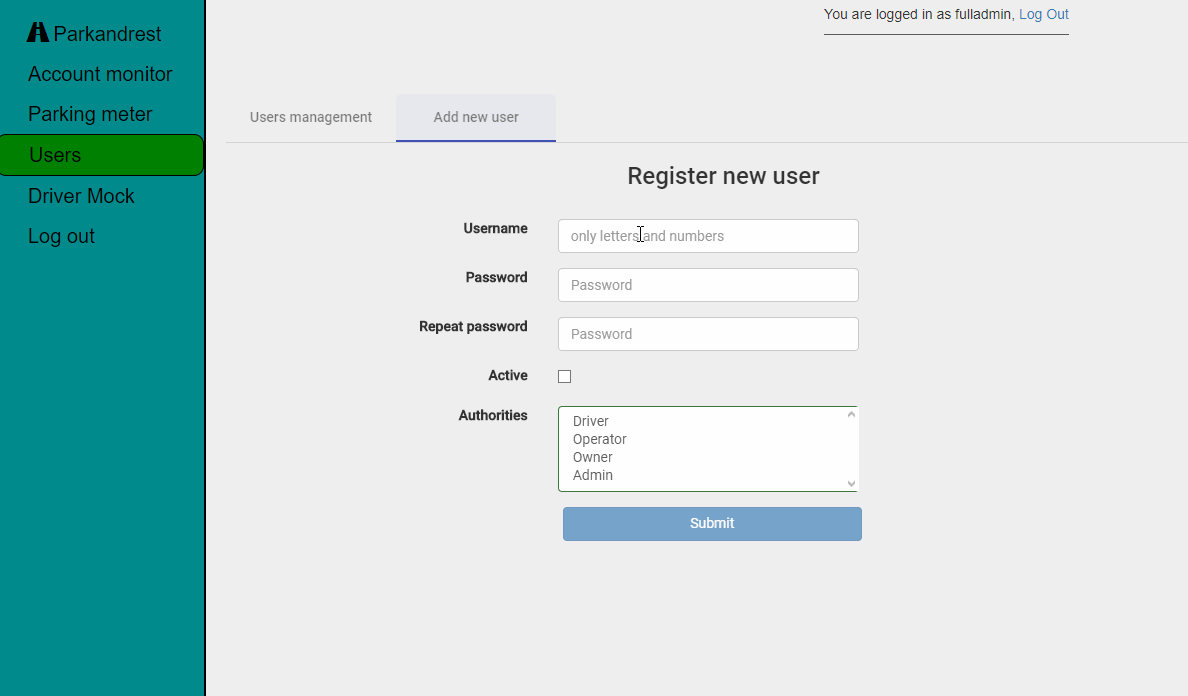 You are logged in as fulladmin, Log Out
Parkandrest
Account monitor
Parking meter
Users
Driver Mock
Log out
Users management
Add new user
Register new user
Username
only letters and numbers
Password
Password
Repeat password
Password
Active
Authorities
Driver
Operator
Owner
Admin
Submit